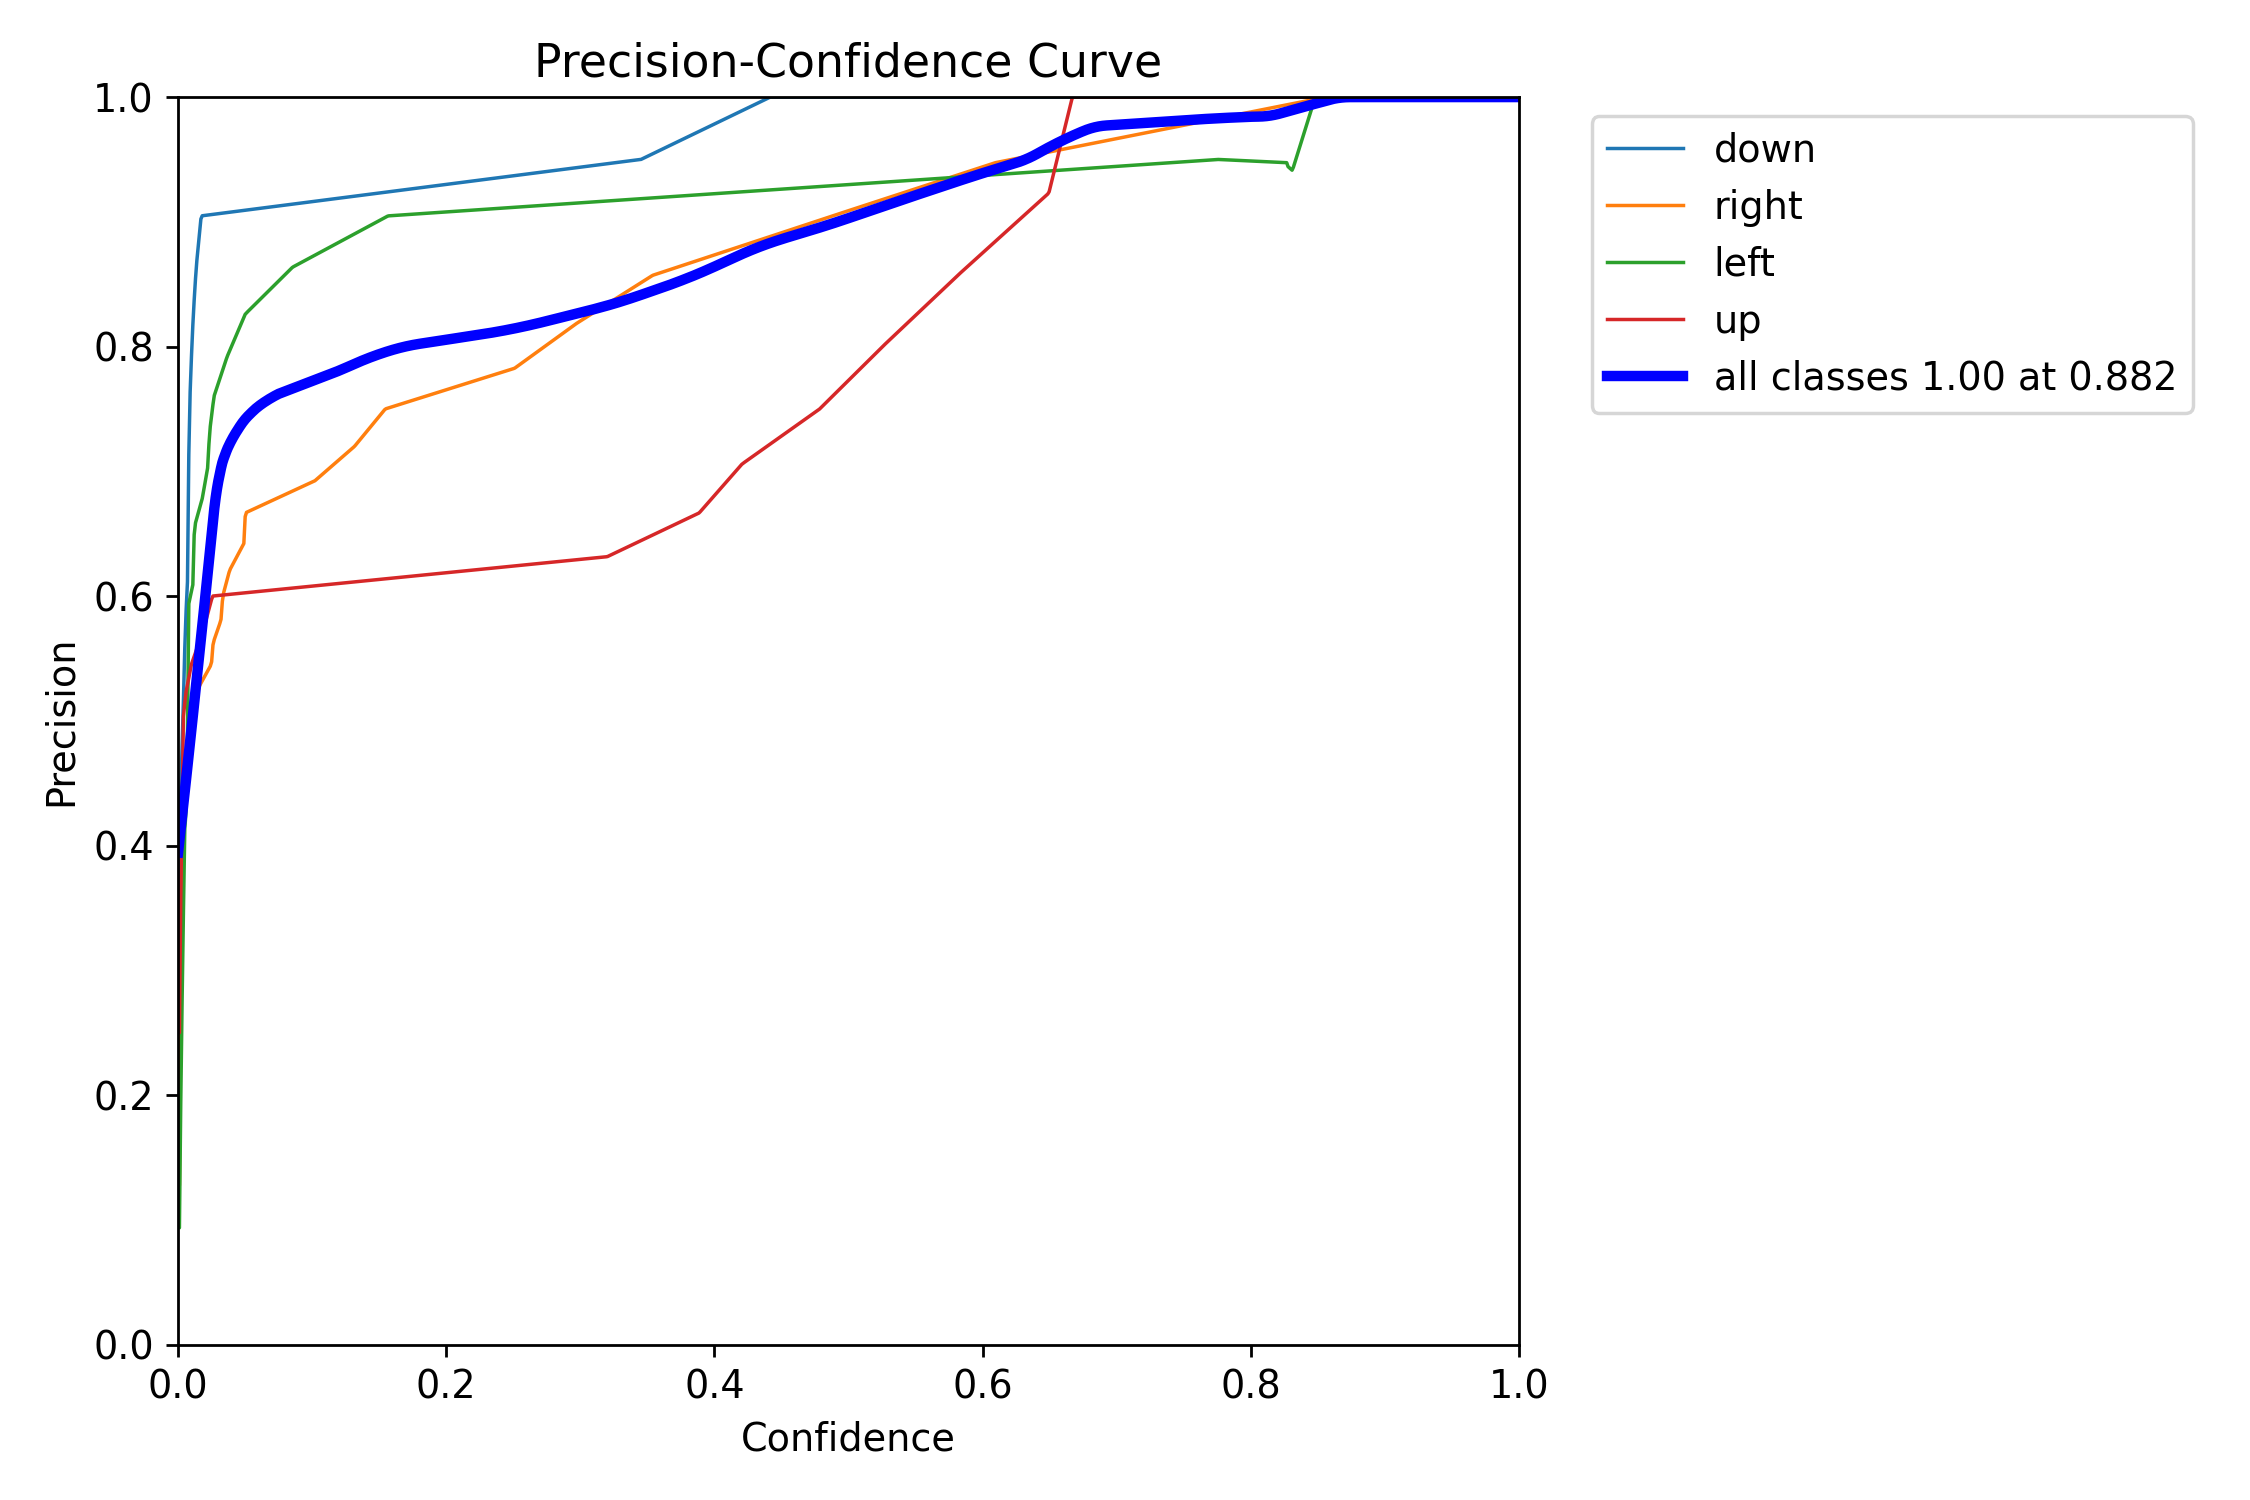 Precision-Confidence Curve
1.0
0.8
0.6
0.4
0.2
0.0
Precision
0.0 0.2 0.4 0.6 0.8 1.0
Confidence
down
right
left
up
all classes 1.00 at 0.882